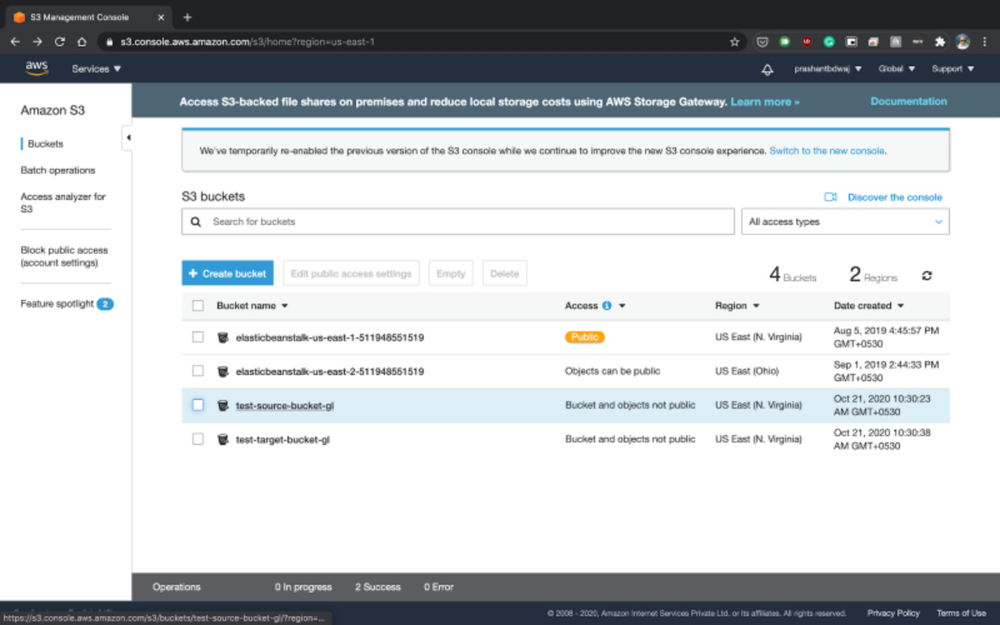 S3 Management Console
s3.console.aws.amazon.com/s3/home?region=us-east-1
aws
Services
prashantbdwaj
Global
Support
Amazon S3
Buckets
Batch operations
Access analyzer for
S3
Block public access
(account settings)
Feature spotlight 2
Access S3-backed file shares on premises and reduce local storage costs using AWS Storage Gateway. Learn more »
Documentation
We've temporarily re-enabled the previous version of the S3 console while we continue to improve the new S3 console experience. Switch to the new console.
S3 buckets
Discover the console
Search for buckets
All access types
+ Create bucket
Edit public access settings
Empty
Delete
4 Buckets
2 Regions
Bucket name
Access
Region
Date created
elasticbeanstalk-us-east-1-511948551519
Public
US East (N. Virginia)
Aug 5, 2019 4:45:57 PM
GMT+0530
elasticbeanstalk-us-east-2-511948551519
Objects can be public
US East (Ohio)
Sep 1, 2019 2:44:33 PM
GMT+0530
test-source-bucket-gl
Bucket and objects not public
US East (N. Virginia)
Oct 21, 2020 10:30:23
AM GMT+0530
test-target-bucket-gl
Bucket and objects not public
US East (N. Virginia)
Oct 21, 2020 10:30:38
AM GMT+0530
Operations
0 In progress
2 Success
0 Error
© 2008 - 2020, Amazon Internet Services Private Ltd. or its affiliates. All rights reserved.
Privacy Policy
Terms of Use
https://s3.console.aws.amazon.com/s3/buckets/test-source-bucket-gl/?region=...